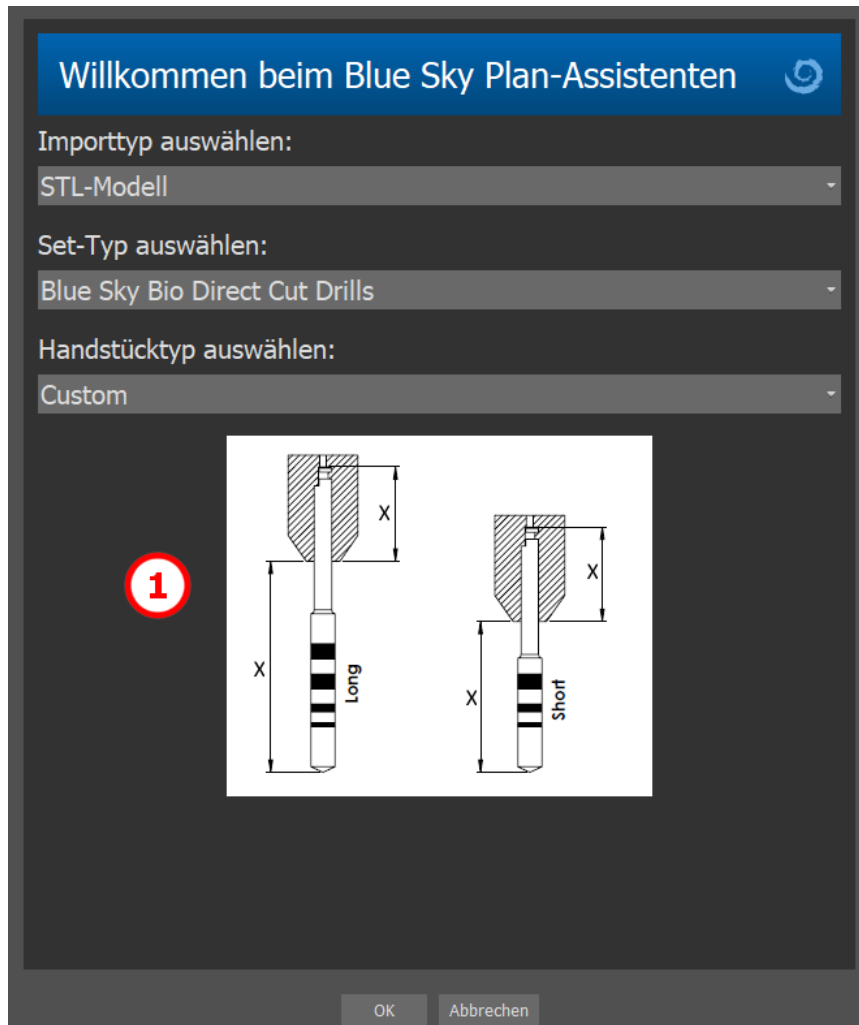 Willkommen beim Blue Sky Plan-Assistenten
Importtyp auswählen:
STL-Modell
Set-Typ auswählen:
Blue Sky Bio Direct Cut Drills
Handstücktyp auswählen:
Custom
X
X
1
X
Long
X
Short
OK Abbrechen